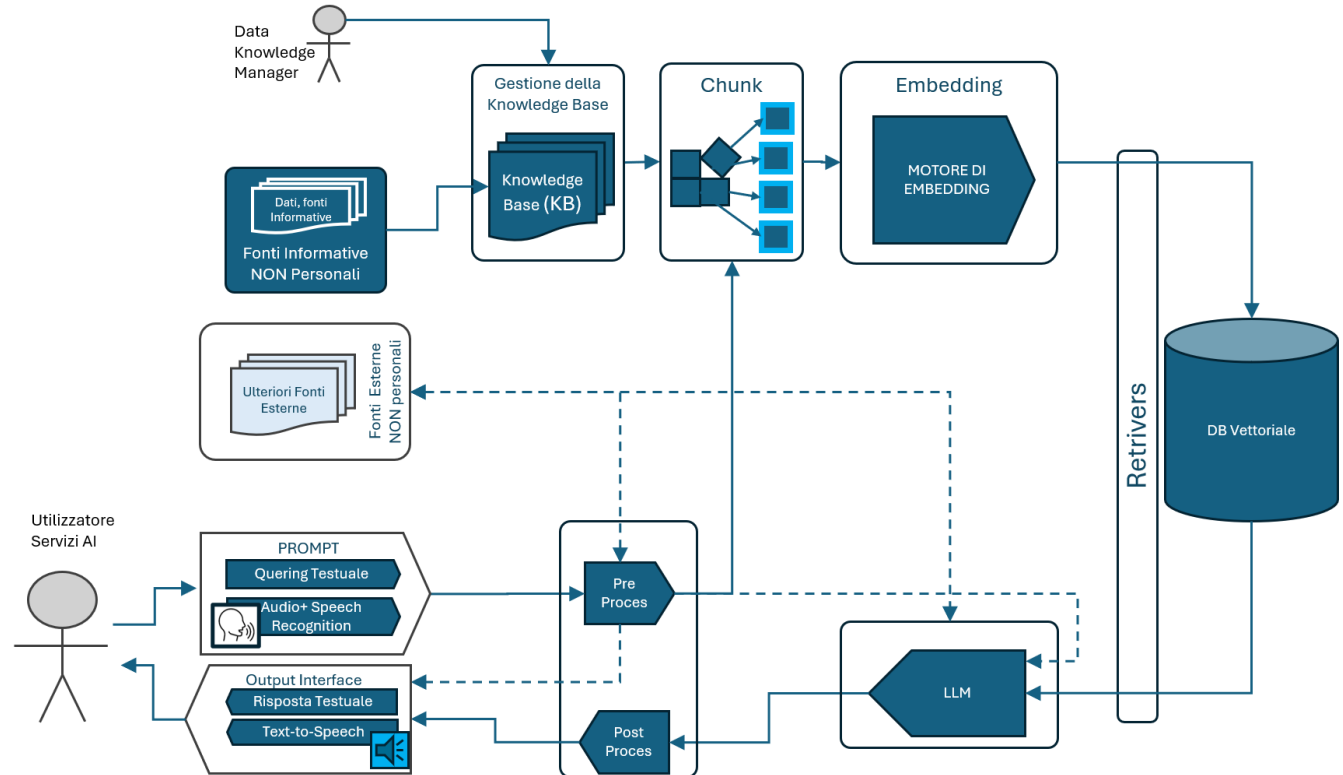 Data
Knowledge
Manager
Gestione della
Knowledge Base
Knowledge
Base (KB)
Chunk
Embedding
MOTORE DI
EMBEDDING
Dati, fonti
Informative
Fonti Informative
NON Personali
Ulteriori Fonti
Esterne
Fonti Esterne
NON personali
Retrivers
DB Vettoriale
Utilizzatore
Servizi AI
PROMPT
Quering Testuale
Audio+ Speech
Recognition
Pre
Proces
Output Interface
Risposta Testuale
Text-to-Speech
Post
Proces
LLM